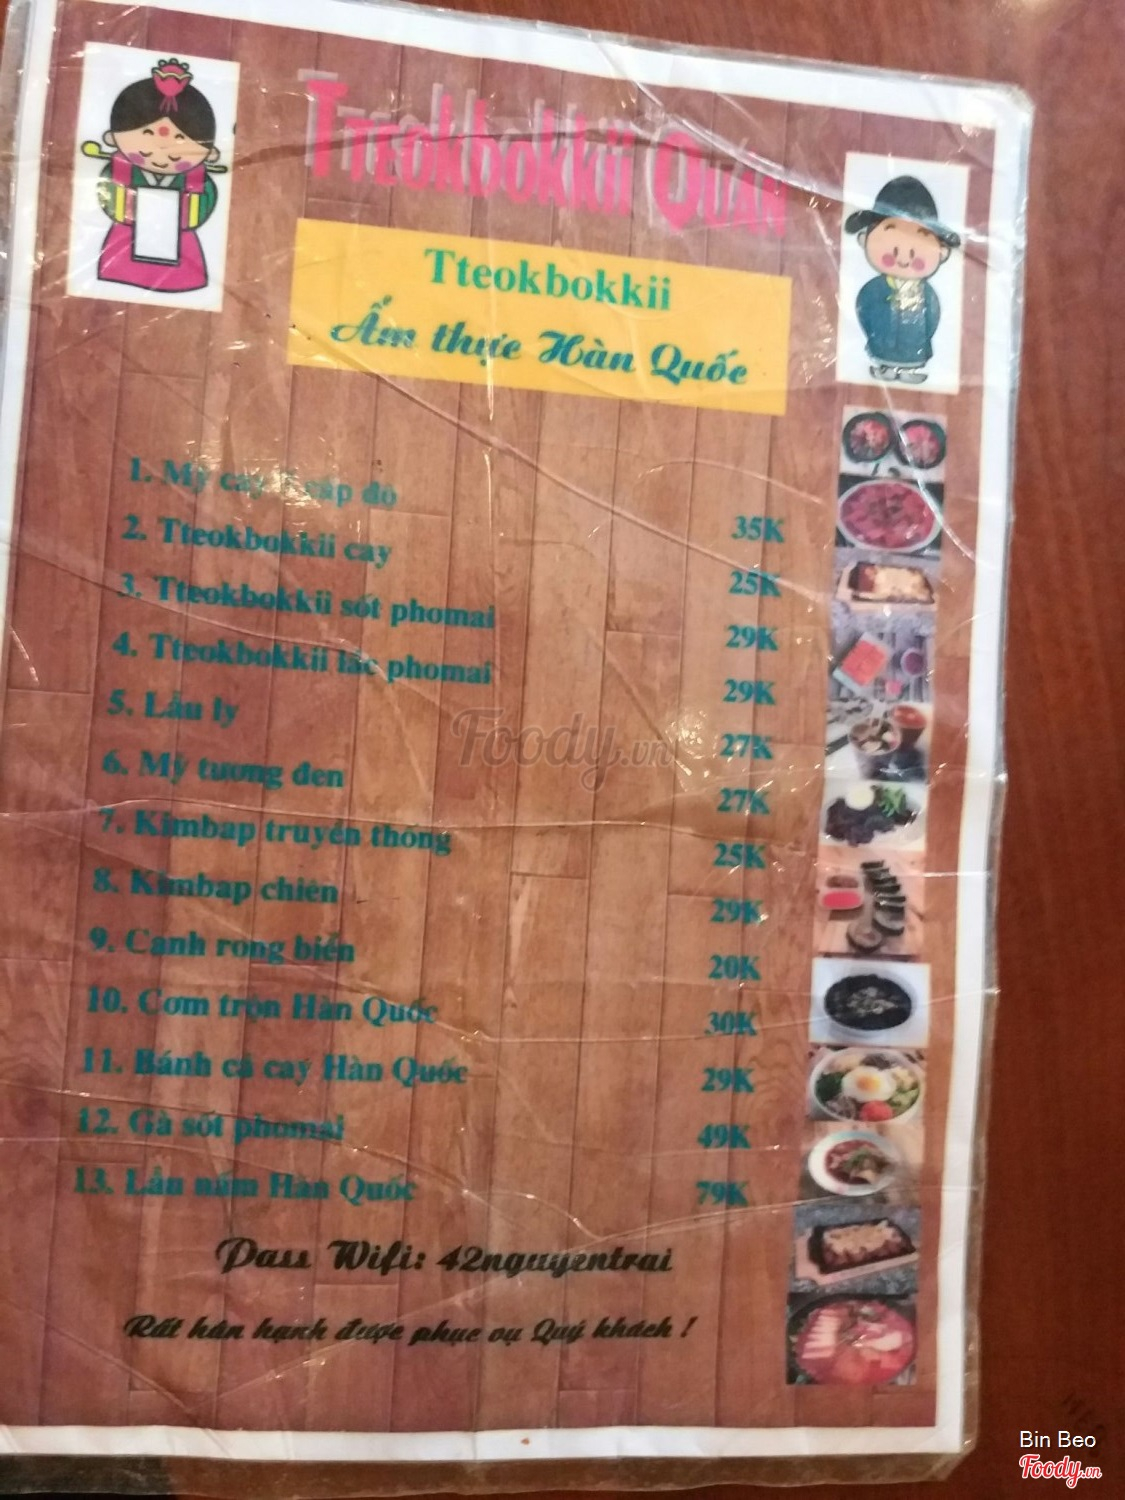 Tteokbokkii Quán
Tteokbokkii
Ẩm thực Hàn Quốc
1. Mỳ cay 7 cấp độ 35K
2. Tteokbokkii cay 25K
3. Tteokbokkii sốt phomai 29K
4. Tteokbokkii lắc phomai 29K
5. Lẩu ly 27K
6. Mỳ tương đen 27K
7. Kimbap truyền thống 25K
8. Kimbap chiên 29K
9. Canh rong biển 20K
10. Cơm trộn Hàn Quốc 30K
11. Bánh cá cay Hàn Quốc 29K
12. Gà sốt phomai 49K
13. Lẩu nấm Hàn Quốc 79K
Pass Wifi: 42nguyentrai
Rất hân hạnh được phục vụ Quý khách !
Foody.vn
Bin Beo
Foody.vn